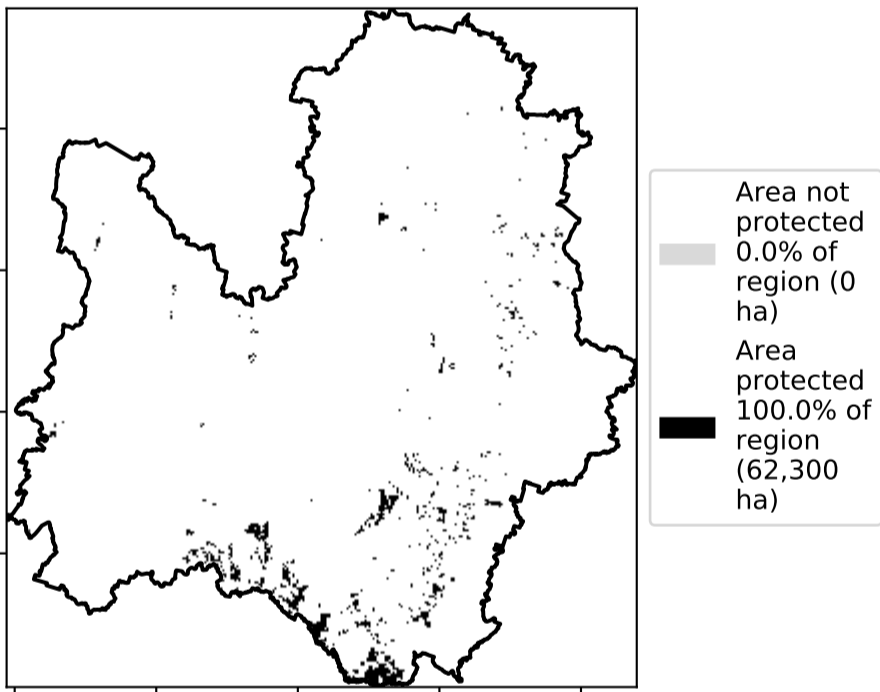 Area not
protected
0.0% of
region (0
ha)
Area
protected
100.0% of
region
(62,300
ha)